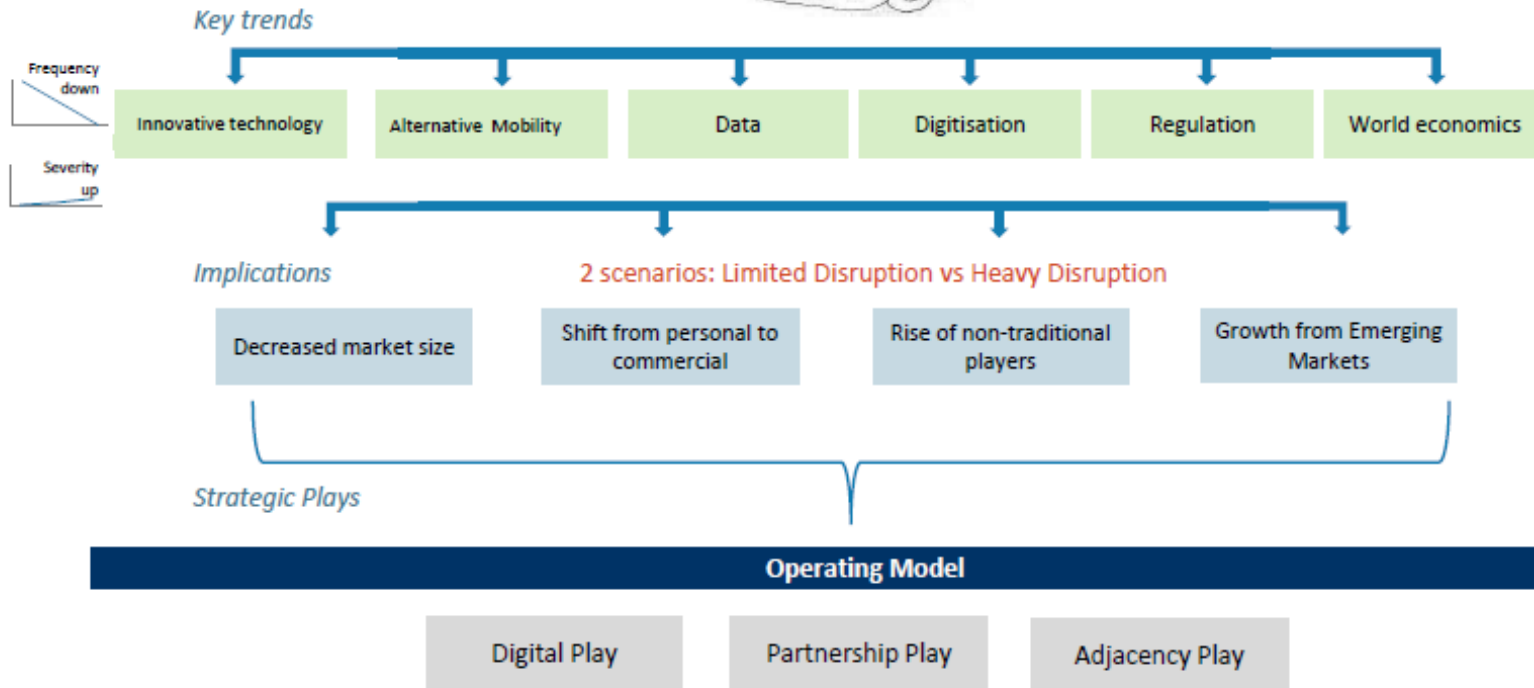 Key trends
Frequency
down
Innovative technology
Alternative Mobility
Data
Digitisation
Regulation
World economics
Severity
up
Implications
2 scenarios: Limited Disruption vs Heavy Disruption
Decreased market size
Shift from personal to
commercial
Rise of non-traditional
players
Growth from Emerging
Markets
Strategic Plays
Operating Model
Digital Play
Partnership Play
Adjacency Play